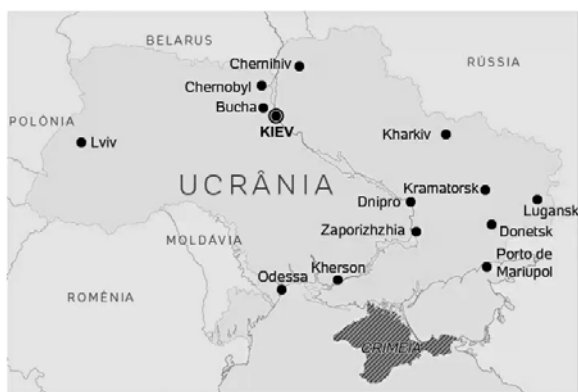 BELARUS
Chernihiv
RÚSSIA
Chernobyl
Bucha
POLÔNIA
KIEV
Kharkiv
Lviv
UCRÂNIA
Kramatorsk
Dnipro
Lugansk
Zaporizhzhia
Donetsk
MOLDÁVIA
Porto de
Mariupol
Kherson
Odessa
ROMÊNIA
CRIMEIA